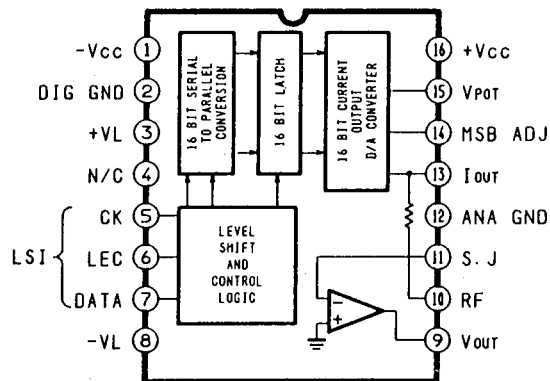 -Vcc 1
DIG GND 2
+VL 3
N/C 4
LSI
CK 5
LEC 6
DATA 7
-VL 8
16 BIT SERIAL
TO PARALLEL
CONVERSION
16 BIT LATCH
16 BIT CURRENT
OUTPUT
D/A CONVERTER
LEVEL
SHIFT
AND
CONTROL
LOGIC
-
+
16 +Vcc
15 VPOT
14 MSB ADJ
13 IOUT
12 ANA GND
11 S.J
10 RF
9 VOUT